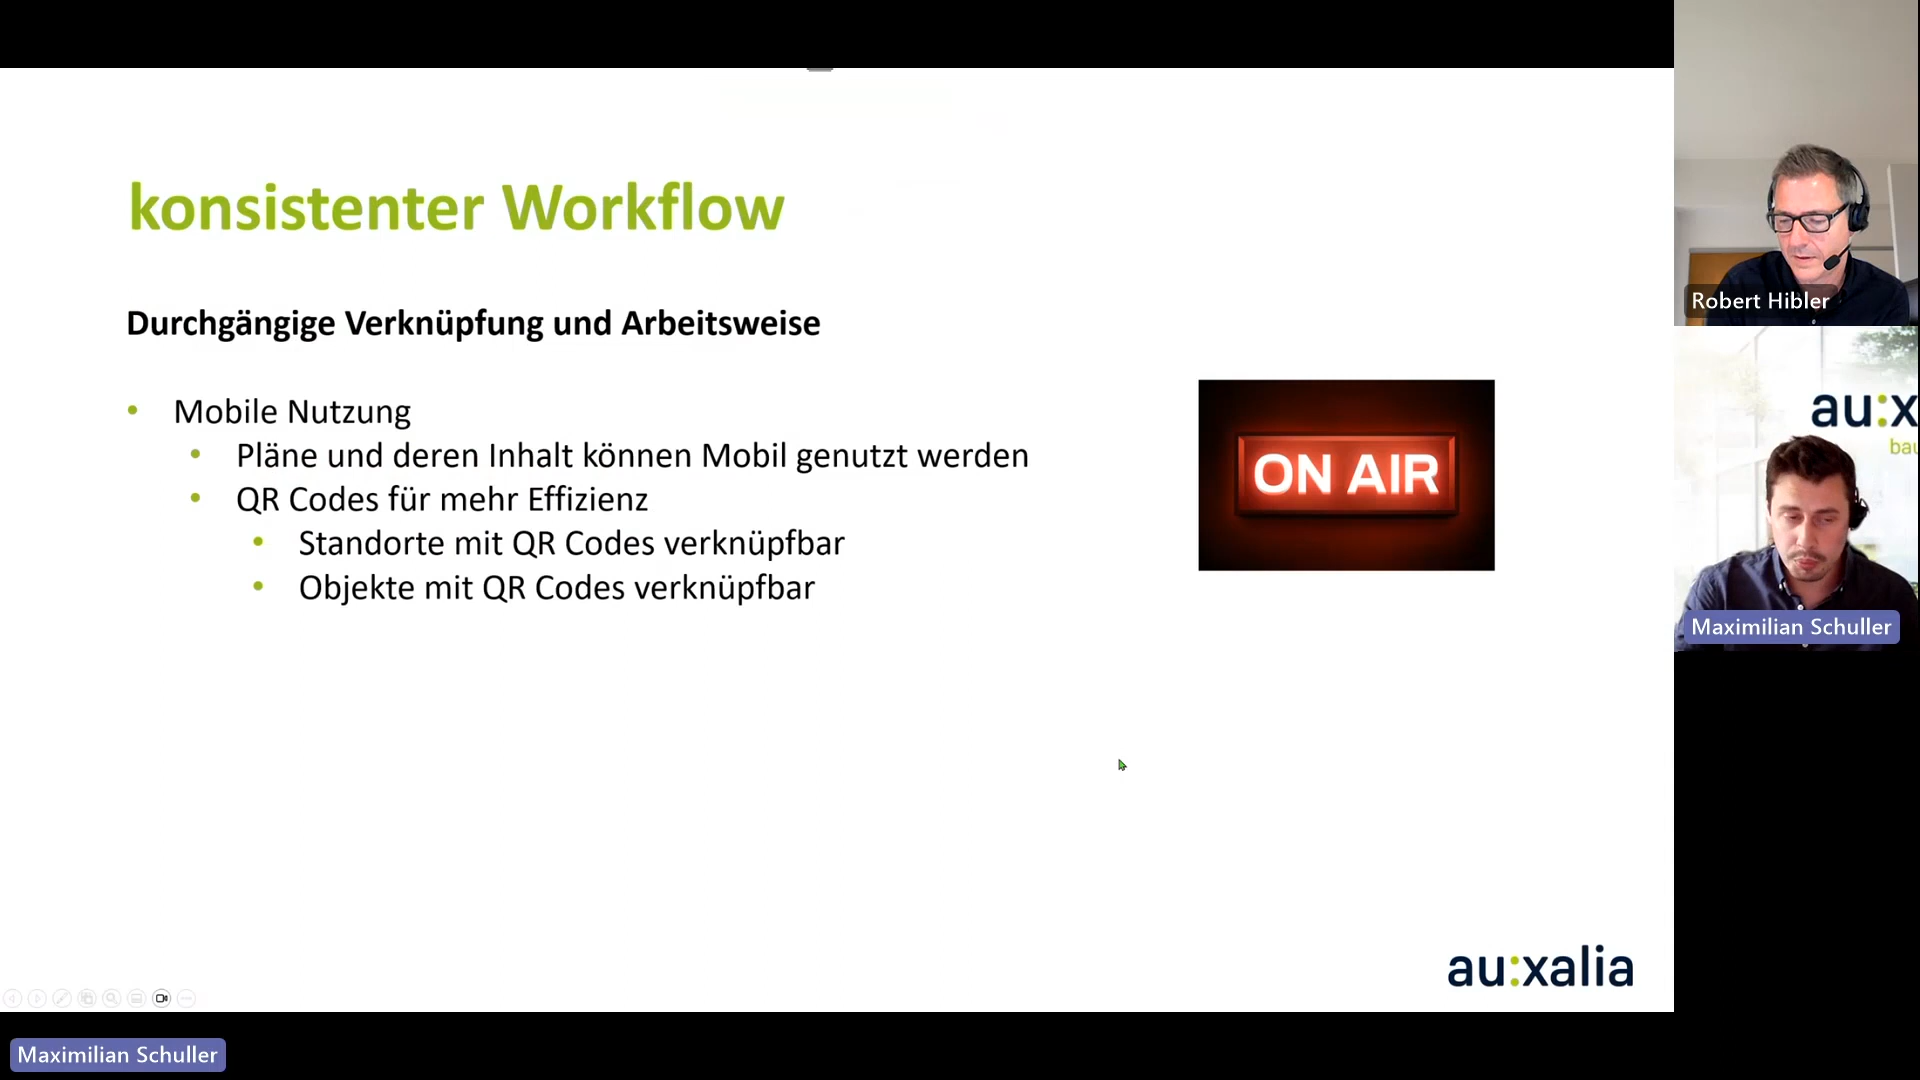 konsistenter Workflow
Durchgängige Verknüpfung und Arbeitsweise
• Mobile Nutzung
• Pläne und deren Inhalt können Mobil genutzt werden
• QR Codes für mehr Effizienz
• Standorte mit QR Codes verknüpfbar
• Objekte mit QR Codes verknüpfbar
ON AIR
au:xalia
Robert Hibler
au:x
bau
Maximilian Schuller
Maximilian Schuller